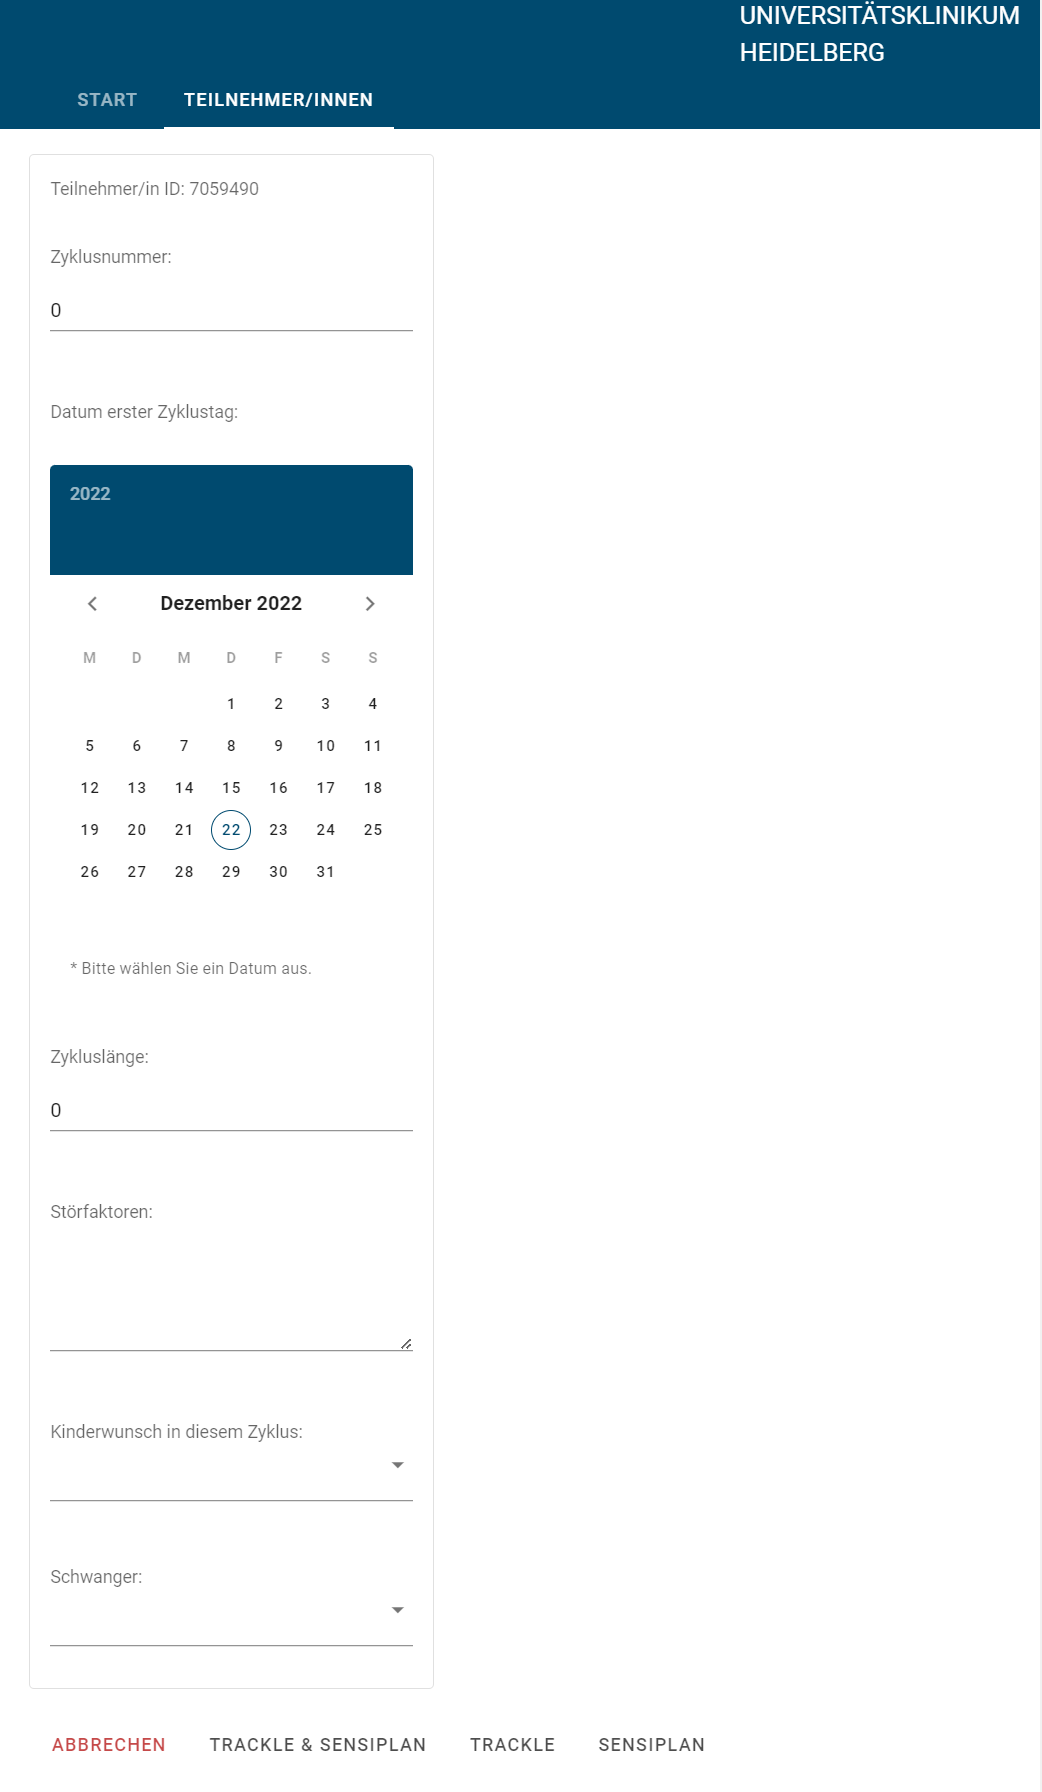 UNIVERSITÄTSKLINIKUM
HEIDELBERG
START TEILNEHMER/INNEN
Teilnehmer/in ID: 7059490
Zyklusnummer:
0
Datum erster Zyklustag:
2022
Dezember 2022
M D M D F S S
1 2 3 4
5 6 7 8 9 10 11
12 13 14 15 16 17 18
19 20 21 22 23 24 25
26 27 28 29 30 31
* Bitte wählen Sie ein Datum aus.
Zykluslänge:
0
Störfaktoren:
Kinderwunsch in diesem Zyklus:
Schwanger:
ABBRECHEN TRACKLE & SENSIPLAN TRACKLE SENSIPLAN